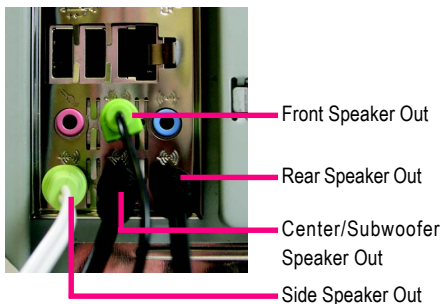 Front Speaker Out
Rear Speaker Out
Center/Subwoofer
Speaker Out
Side Speaker Out